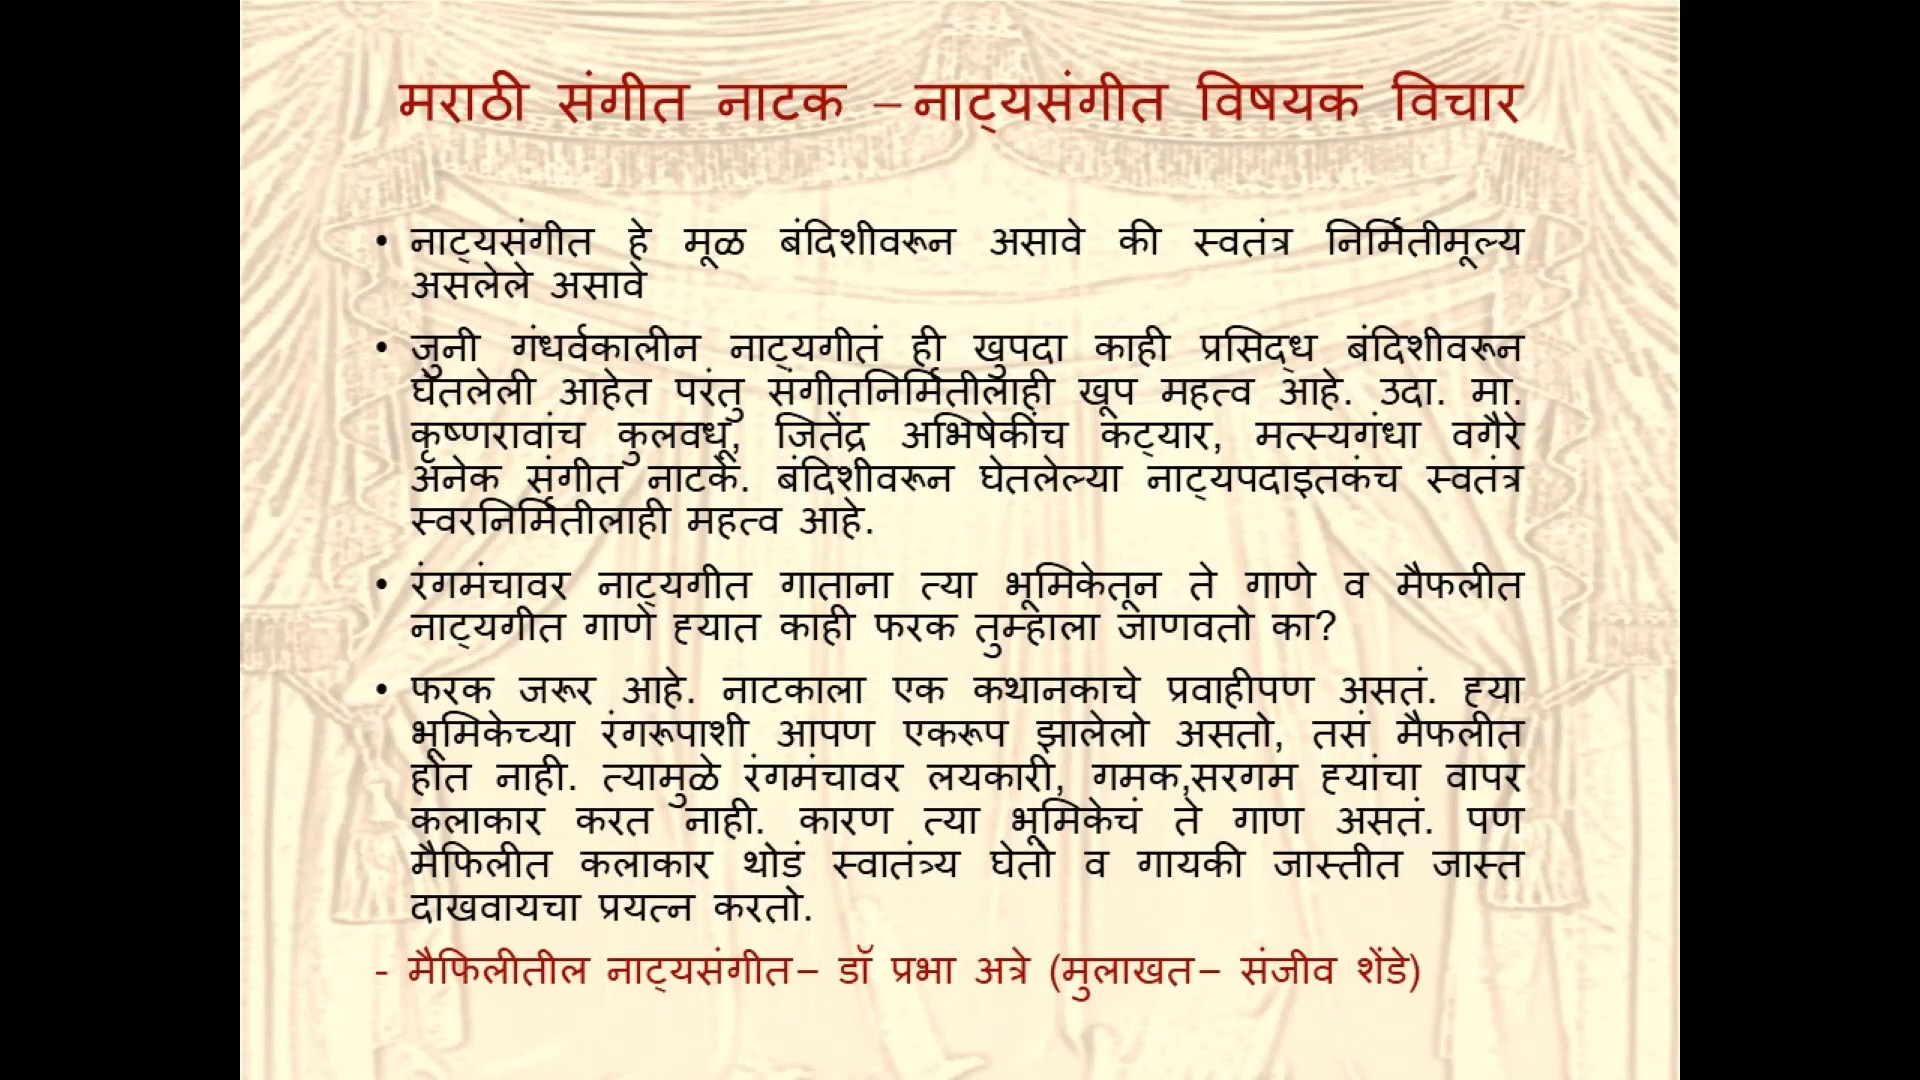 मराठी संगीत नाटक – नाट्यसंगीत विषयक विचार
• नाट्यसंगीत हे मूळ बंदिशीवरून असावे की स्वतंत्र निर्मितीमूल्य
असलेले असावे
• जुनी गंधर्वकालीन नाट्यगीतं ही खुपदा काही प्रसिद्ध बंदिशीवरून
घेतलेली आहेत परंतु संगीतनिर्मितीलाही खूप महत्व आहे. उदा. मा.
कृष्णरावांच कुलवधू, जितेंद्र अभिषेकींच कट्यार, मत्स्यगंधा वगैरे
अनेक संगीत नाटकें. बंदिशीवरून घेतलेल्या नाट्यपदाइतकंच स्वतंत्र
स्वरनिर्मितीलाही महत्व आहे.
• रंगमंचावर नाट्यगीत गाताना त्या भूमिकेतून ते गाणे व मैफलीत
नाट्यगीत गाणे ह्यात काही फरक तुम्हाला जाणवतो का?
• फरक जरूर आहे. नाटकाला एक कथानकाचे प्रवाहीपण असतं. ह्या
भूमिकेच्या रंगरूपाशी आपण एकरूप झालेलो असतो, तसं मैफलीत
होत नाही. त्यामुळे रंगमंचावर लयकारी, गमक,सरगम ह्यांचा वापर
कलाकार करत नाही. कारण त्या भूमिकेचं ते गाण असतं. पण
मैफिलीत कलाकार थोडं स्वातंत्र्य घेतो व गायकी जास्तीत जास्त
दाखवायचा प्रयत्न करतो.
- मैफिलीतील नाट्यसंगीत– डॉ प्रभा अत्रे (मुलाखत– संजीव शेंडे)